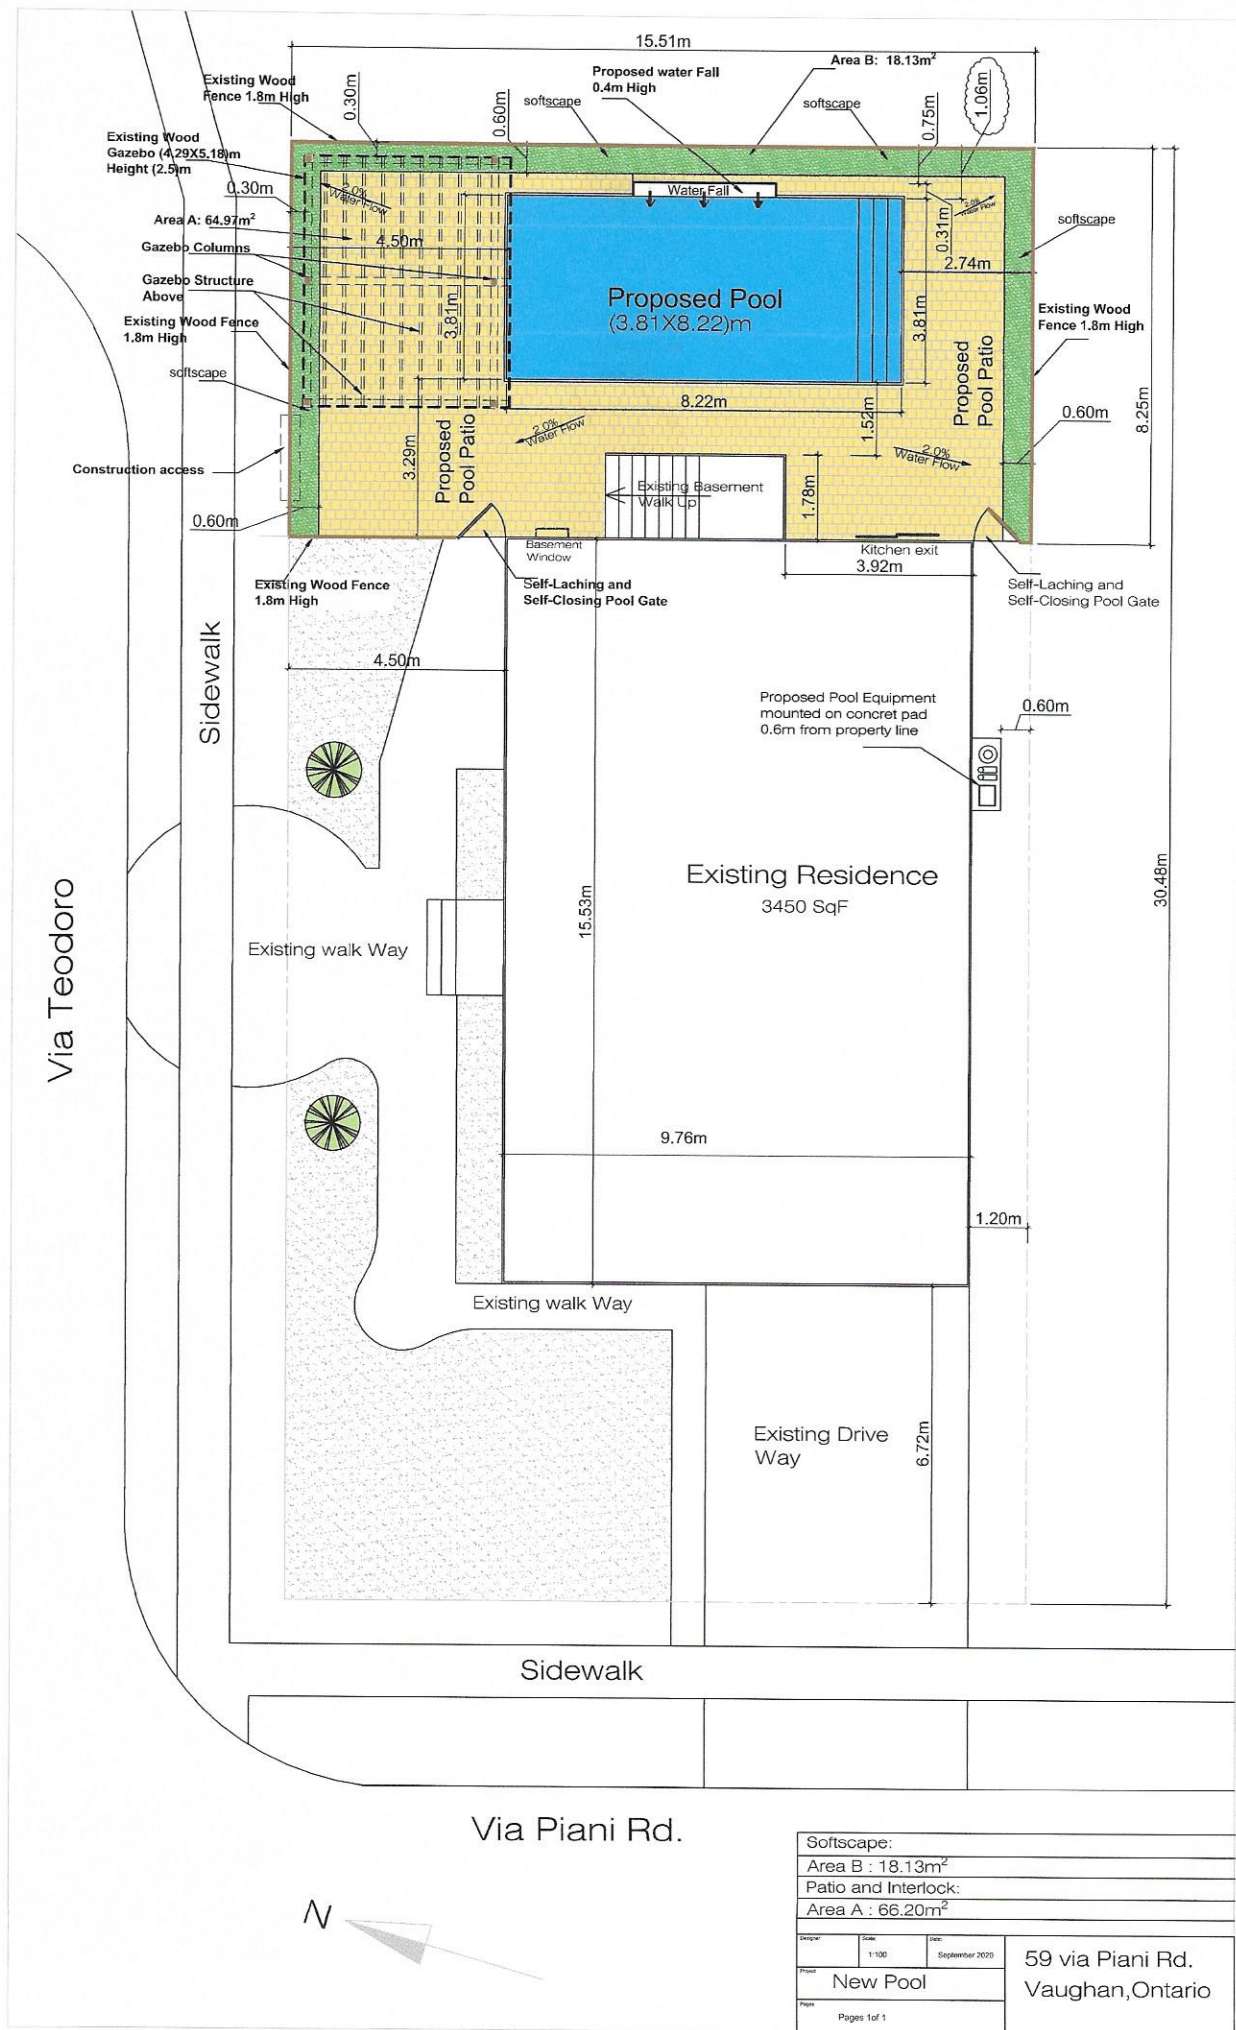 15.51m
Existing Wood
Fence 1.8m High
0.30m
0.60m
softscape
Proposed water Fall
0.4m High
Area B: 18.13m²
softscape
0.75m
1.06m
Existing Wood
Gazebo (4.29X5.18)m
Height (2.5)m
0.30m
2.0%
Water Flow
Water Fall
2.0%
Water Flow
softscape
Area A: 64.97m²
4.50m
0.31m
Gazebo Columns
2.74m
Gazebo Structure
Above
3.81m
Proposed Pool
(3.81X8.22)m
3.81m
Existing Wood
Fence 1.8m High
Existing Wood Fence
1.8m High
softscape
Proposed
Pool Patio
8.22m
0.60m
8.25m
2.0%
Water Flow
1.52m
3.29m
Proposed
Pool Patio
2.0%
Water Flow
Construction access
Existing Basement
Walk Up
1.78m
0.60m
Basement
Window
Kitchen exit
3.92m
Existing Wood Fence
1.8m High
Self-Laching and
Self-Closing Pool Gate
Self-Laching and
Self-Closing Pool Gate
Sidewalk
4.50m
Proposed Pool Equipment
mounted on concret pad
0.6m from property line
0.60m
Existing Residence
3450 SqF
30.48m
15.53m
Via Teodoro
Existing walk Way
9.76m
1.20m
Existing walk Way
Existing Drive
Way
6.72m
Sidewalk
Via Piani Rd.
N
Softscape:
Area B : 18.13m²
Patio and Interlock:
Area A : 66.20m²
Designer
Scale:
1:100
Date:
September 2020
Project
New Pool
Pages
Pages 1of 1
59 via Piani Rd.
Vaughan,Ontario